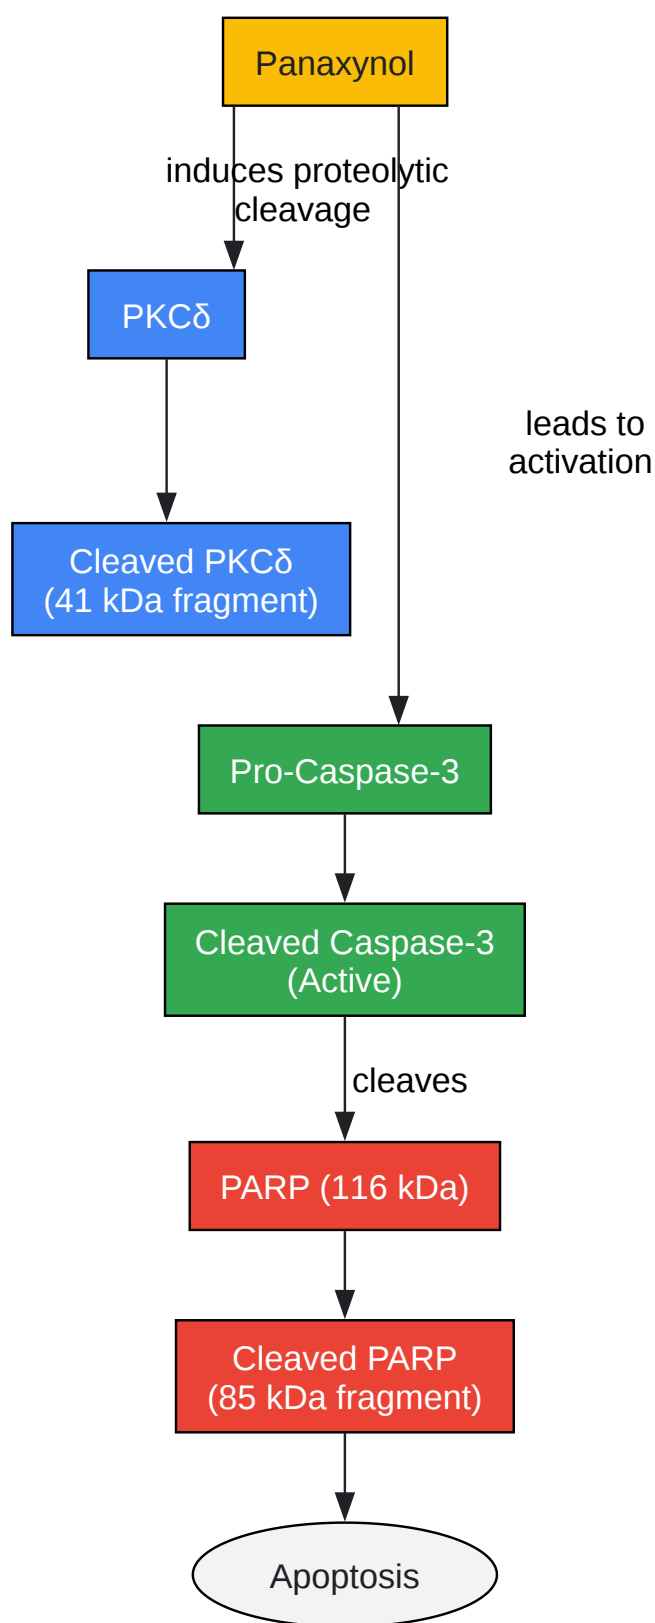 Panaxynol
induces proteolytic
cleavage
PKCδ
leads to
activation
Cleaved PKCδ
(41 kDa fragment)
Pro-Caspase-3
Cleaved Caspase-3
(Active)
cleaves
PARP (116 kDa)
Cleaved PARP
(85 kDa fragment)
Apoptosis